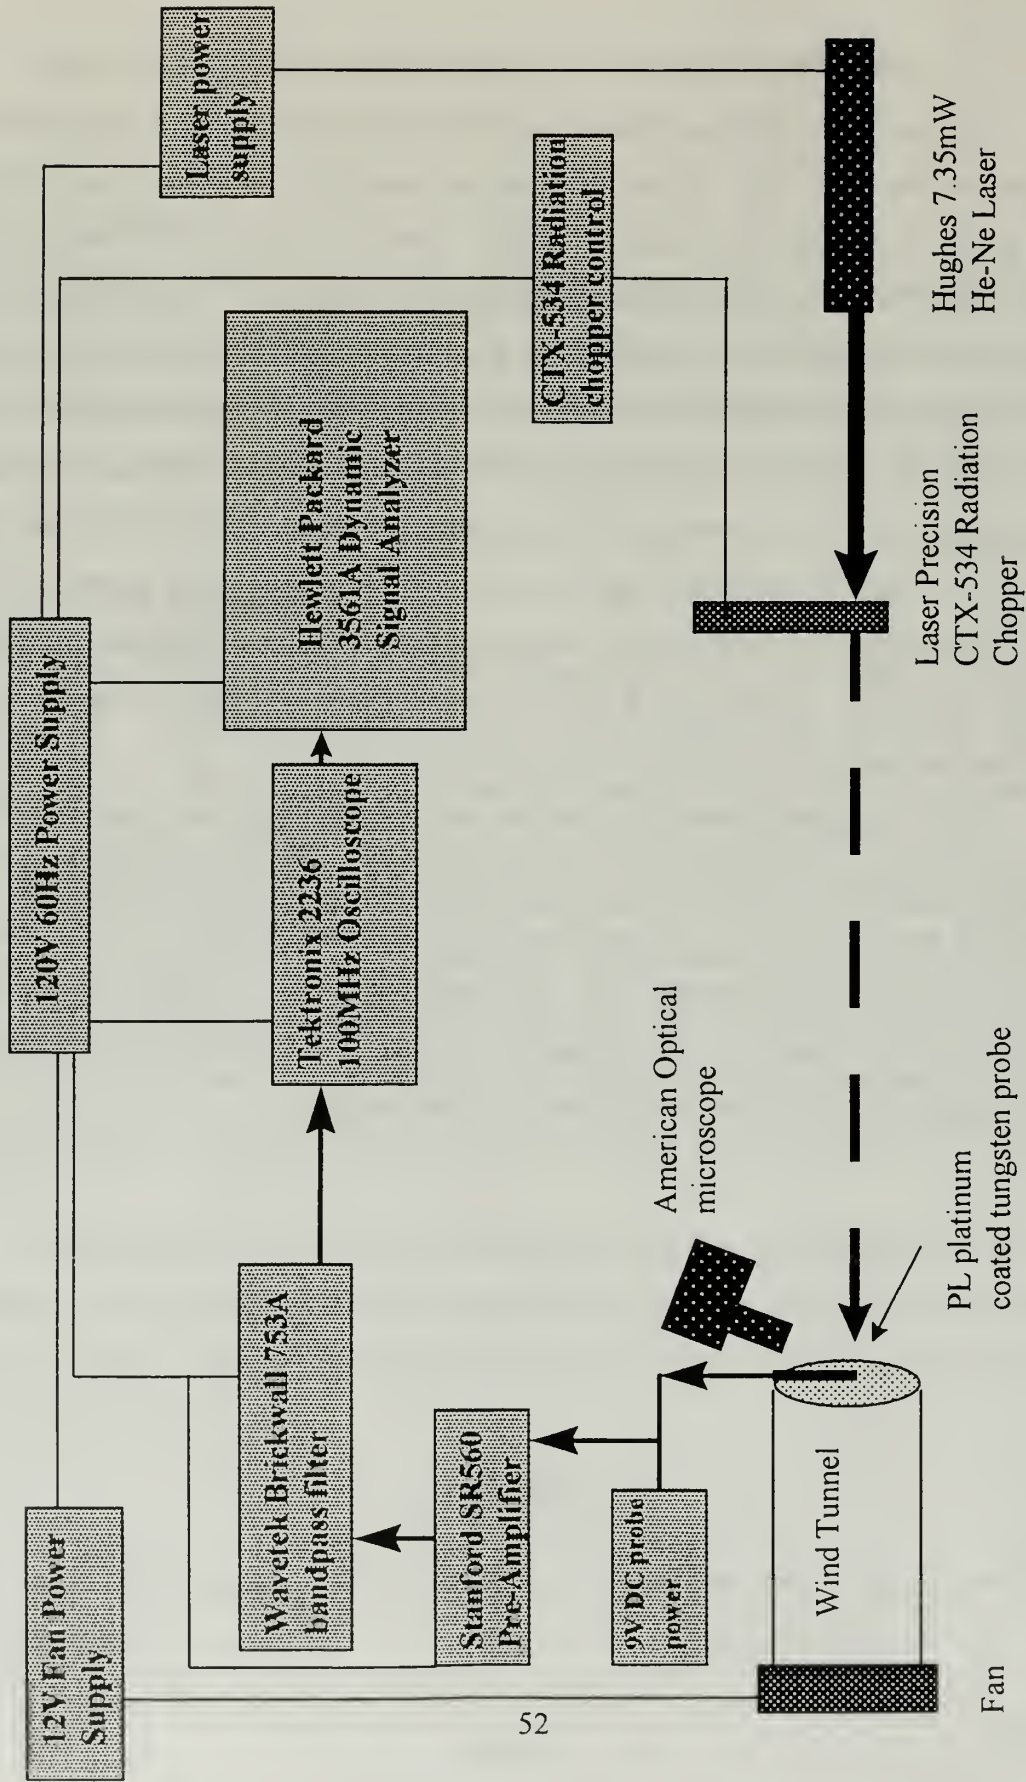 12V Fan Power
Supply
120V 60Hz Power Supply
Laser power
supply
Wavetek Brickwall 753A
bandpass filter
Tektronix 2236
100MHz Oscilloscope
Hewlett Packard
3561A Dynamic
Signal Analyzer
Stanford SR560
Pre-Amplifier
CTX-534 Radiation
chopper control
9V DC probe
power
American Optical
microscope
Wind Tunnel
Fan
PL platinum
coated tungsten probe
Laser Precision
CTX-534 Radiation
Chopper
Hughes 7.35mW
He-Ne Laser
52